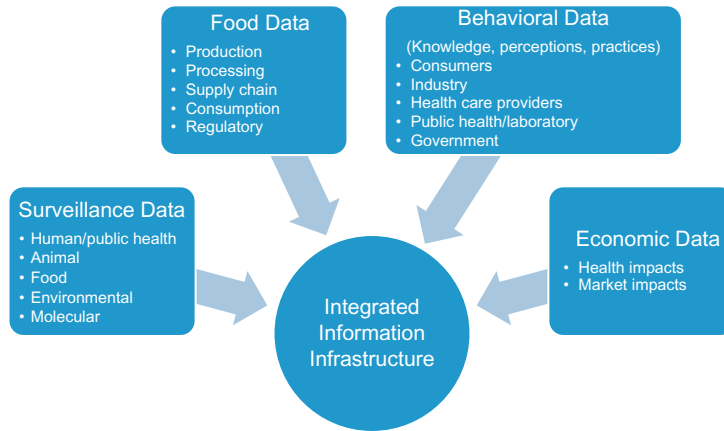 Food Data
• Production
• Processing
• Supply chain
• Consumption
• Regulatory
Behavioral Data
(Knowledge, perceptions, practices)
• Consumers
• Industry
• Health care providers
• Public health/laboratory
• Government
Surveillance Data
• Human/public health
• Animal
• Food
• Environmental
• Molecular
Economic Data
• Health impacts
• Market impacts
Integrated
Information
Infrastructure